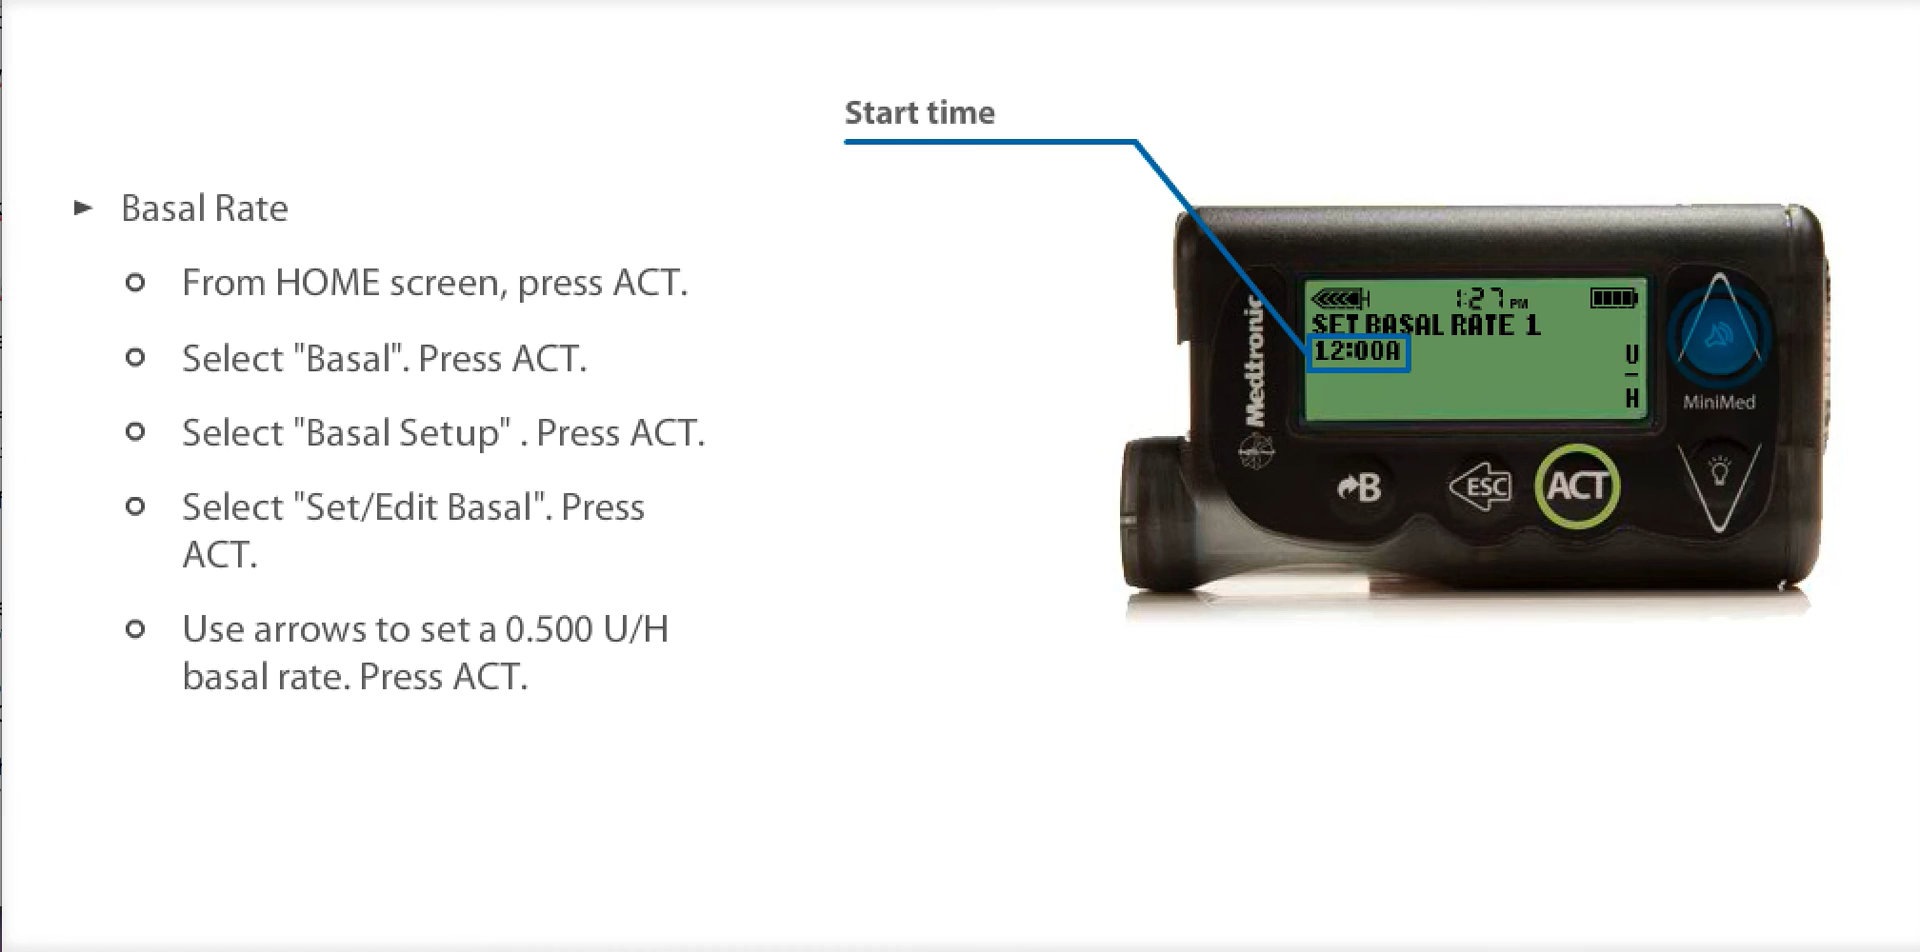 Start time
► Basal Rate
o From HOME screen, press ACT.
o Select "Basal". Press ACT.
o Select "Basal Setup" . Press ACT.
o Select "Set/Edit Basal". Press
ACT.
o Use arrows to set a 0.500 U/H
basal rate. Press ACT.
Medtronic
1:27 PM
SET BASAL RATE 1
12:00A
U
H
MiniMed
B
ESC
ACT